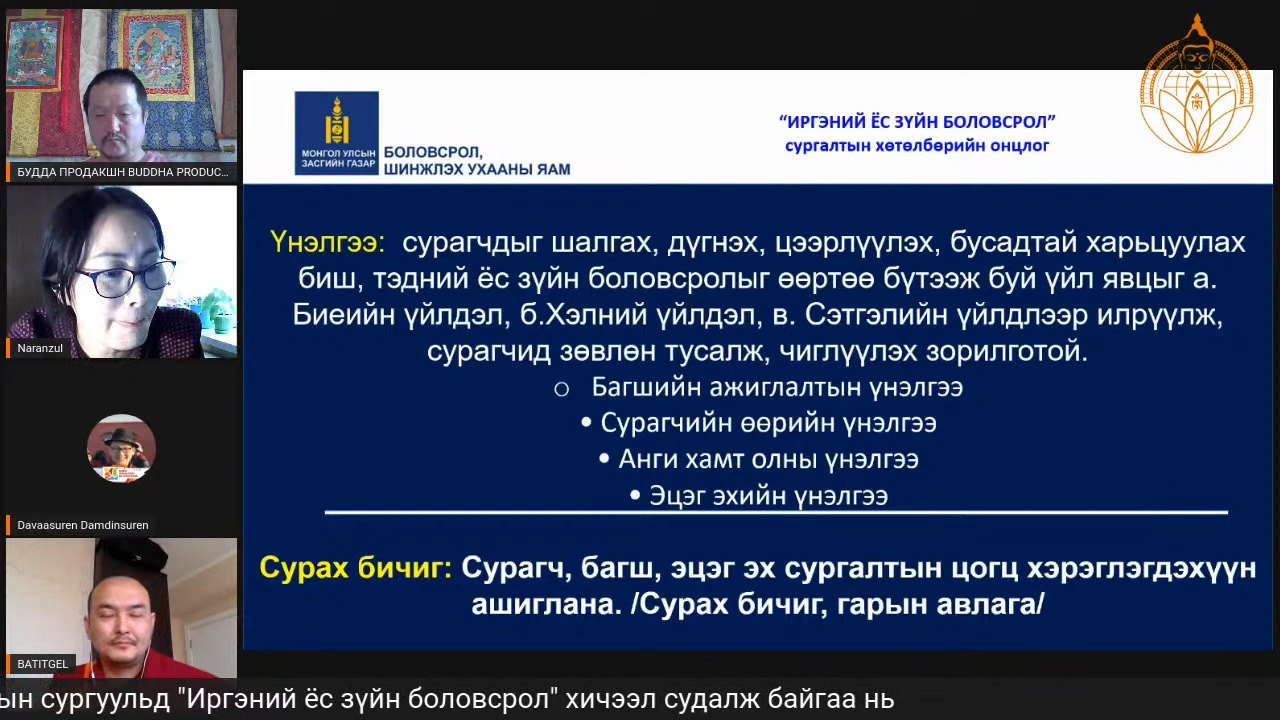 БУДДА ПРОДАКШН BUDDHA PRODUC...
Naranzul
Davaasuren Damdinsuren
BATITGEL
МОНГОЛ УЛСЫН
ЗАСГИЙН ГАЗАР
БОЛОВСРОЛ,
ШИНЖЛЭХ УХААНЫ ЯАМ
“ИРГЭНИЙ ЁС ЗҮЙН БОЛОВСРОЛ”
сургалтын хөтөлбөрийн онцлог
Үнэлгээ: сурагчдыг шалгах, дүгнэх, цээрлүүлэх, бусадтай харьцуулах
биш, тэдний ёс зүйн боловсролыг өөртөө бүтээж буй үйл явцыг а.
Биеийн үйлдэл, б.Хэлний үйлдэл, в. Сэтгэлийн үйлдлээр илрүүлж,
сурагчид зөвлөн тусалж, чиглүүлэх зорилготой.
○ Багшийн ажиглалтын үнэлгээ
• Сурагчийн өөрийн үнэлгээ
• Анги хамт олны үнэлгээ
• Эцэг эхийн үнэлгээ
Сурах бичиг: Сурагч, багш, эцэг эх сургалтын цогц хэрэглэгдэхүүн
ашиглана. /Сурах бичиг, гарын авлага/
ын сургуульд "Иргэний ёс зүйн боловсрол" хичээл судалж байгаа нь